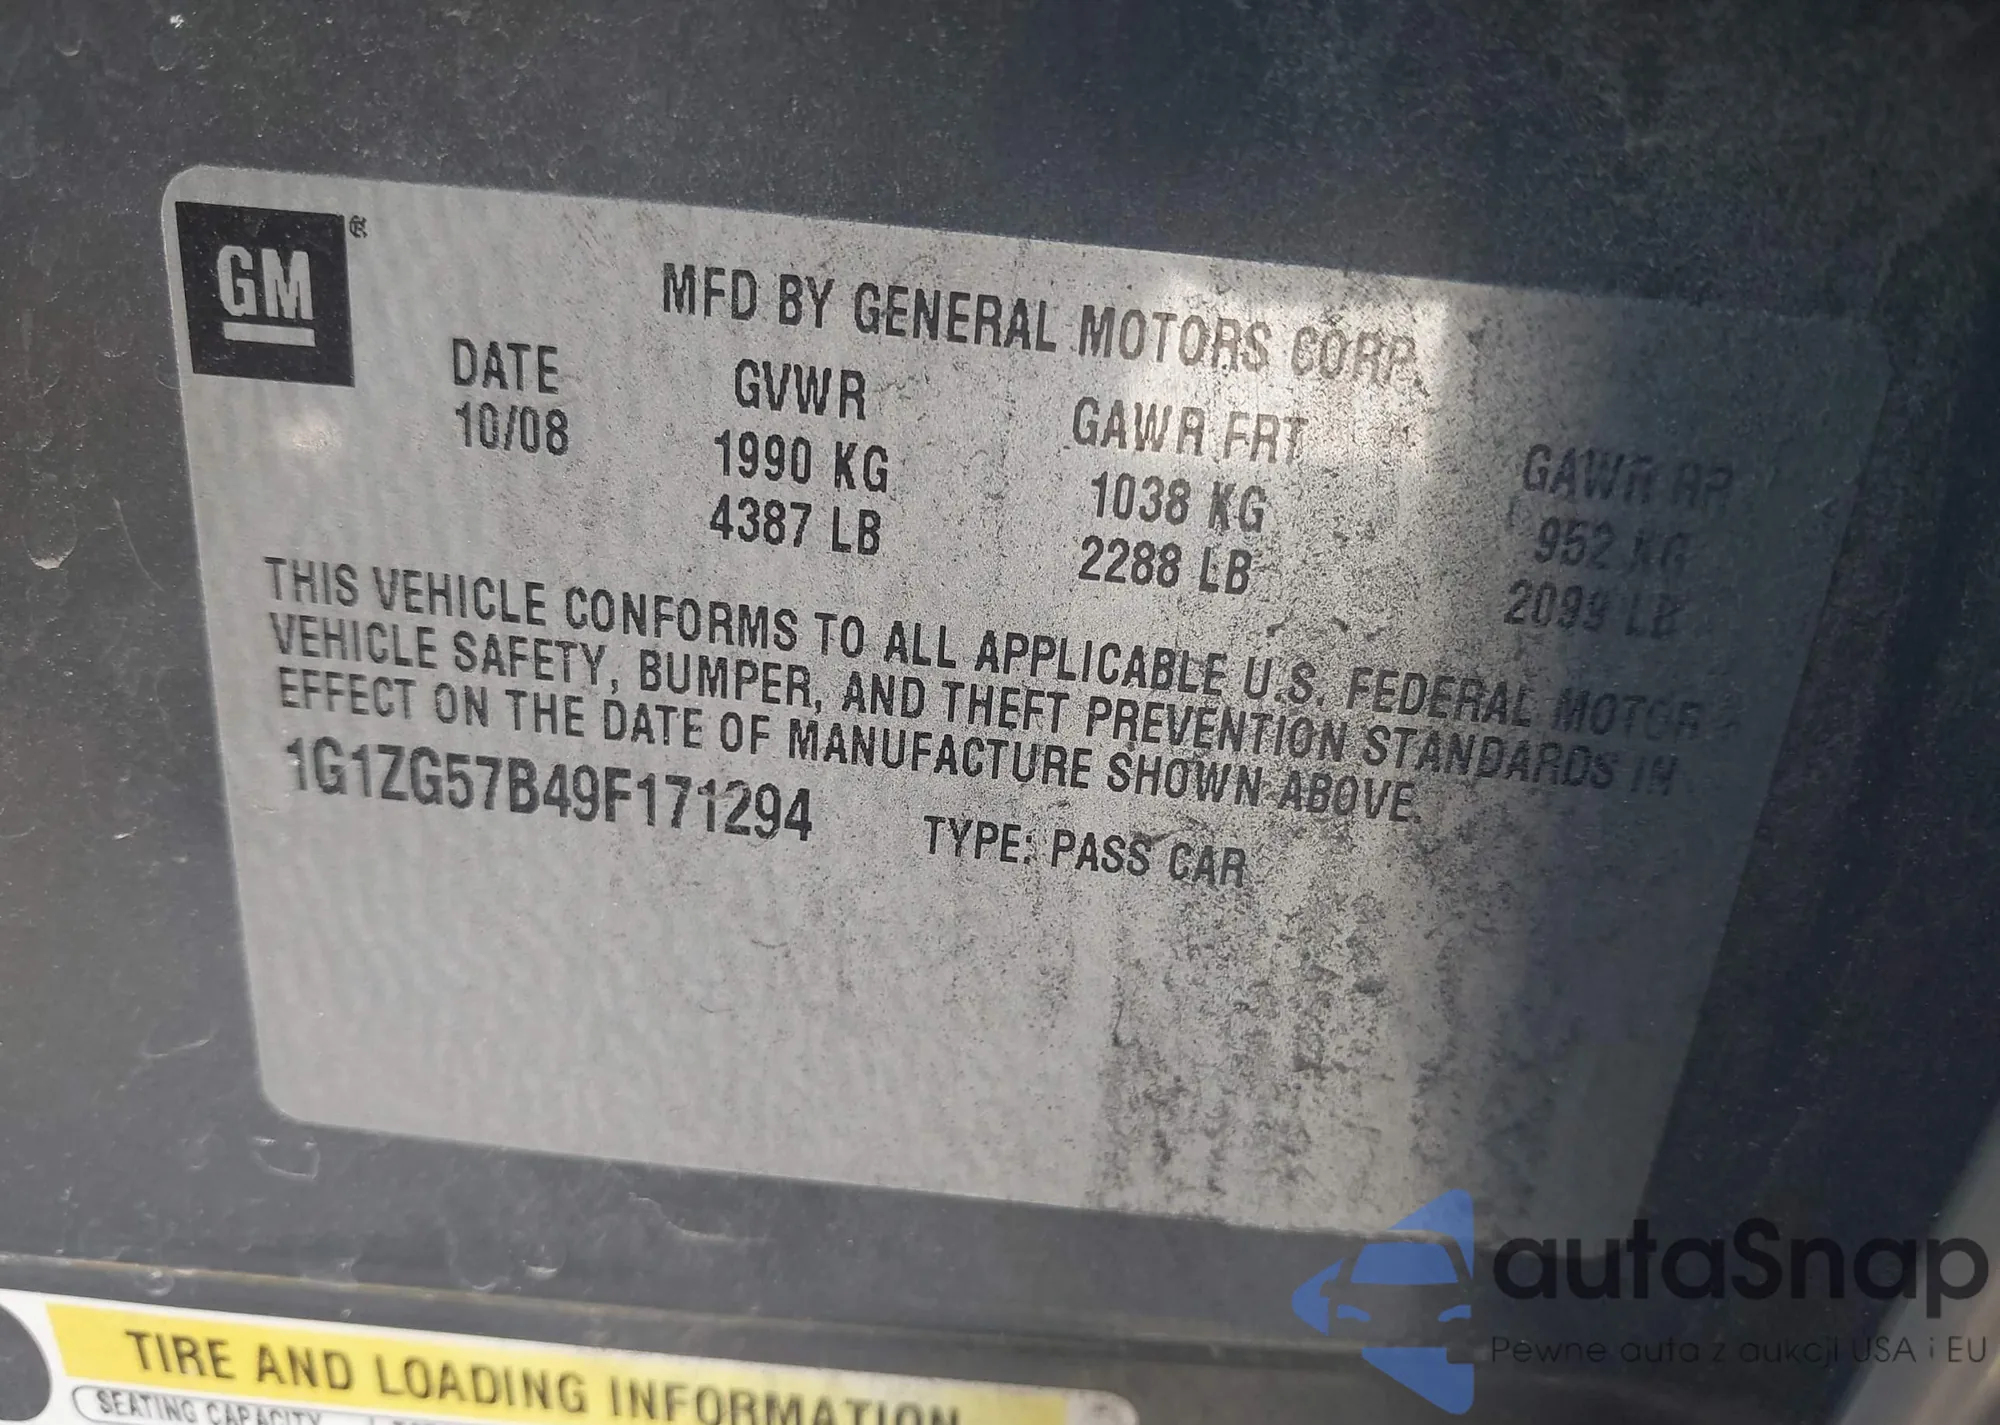 GM
MFD BY GENERAL MOTORS CORP.
DATE GVWR GAWR FRT GAWR RR
10/08 1990 KG 1038 KG 952 KG
4387 LB 2288 LB 2099 LB
THIS VEHICLE CONFORMS TO ALL APPLICABLE U.S. FEDERAL MOTOR
VEHICLE SAFETY, BUMPER, AND THEFT PREVENTION STANDARDS IN
EFFECT ON THE DATE OF MANUFACTURE SHOWN ABOVE.
1G1ZG57B49F171294 TYPE: PASS CAR
autaSnap
Pewne auta z aukcji USA i EU
TIRE AND LOADING INFORMATION
SEATING CAPACITY